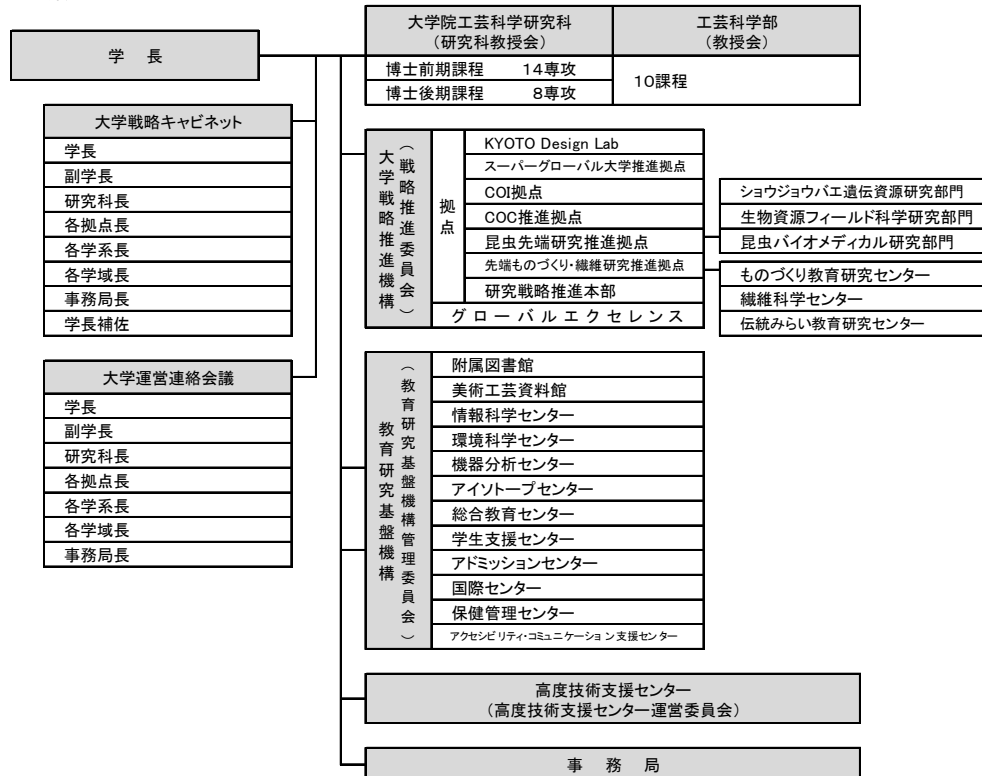 学 長
大学院工芸科学研究科
（研究科教授会）
工芸科学部
（教授会）
博士前期課程 14専攻
博士後期課程 8専攻
10課程
大学戦略キャビネット
学長
副学長
研究科長
各拠点長
各学系長
各学域長
事務局長
学長補佐
大学運営連絡会議
学長
副学長
研究科長
各拠点長
各学系長
各学域長
事務局長
大学戦略推進機構
（戦略推進委員会）
拠点
KYOTO Design Lab
スーパーグローバル大学推進拠点
COI拠点
COC推進拠点
昆虫先端研究推進拠点
先端ものづくり・繊維研究推進拠点
研究戦略推進本部
グローバルエクセレンス
ショウジョウバエ遺伝資源研究部門
生物資源フィールド科学研究部門
昆虫バイオメディカル研究部門
ものづくり教育研究センター
繊維科学センター
伝統みらい教育研究センター
教育研究基盤機構
（教育研究基盤機構管理委員会）
附属図書館
美術工芸資料館
情報科学センター
環境科学センター
機器分析センター
アイソトープセンター
総合教育センター
学生支援センター
アドミッションセンター
国際センター
保健管理センター
アクセシビリティ・コミュニケーション支援センター
高度技術支援センター
（高度技術支援センター運営委員会）
事 務 局